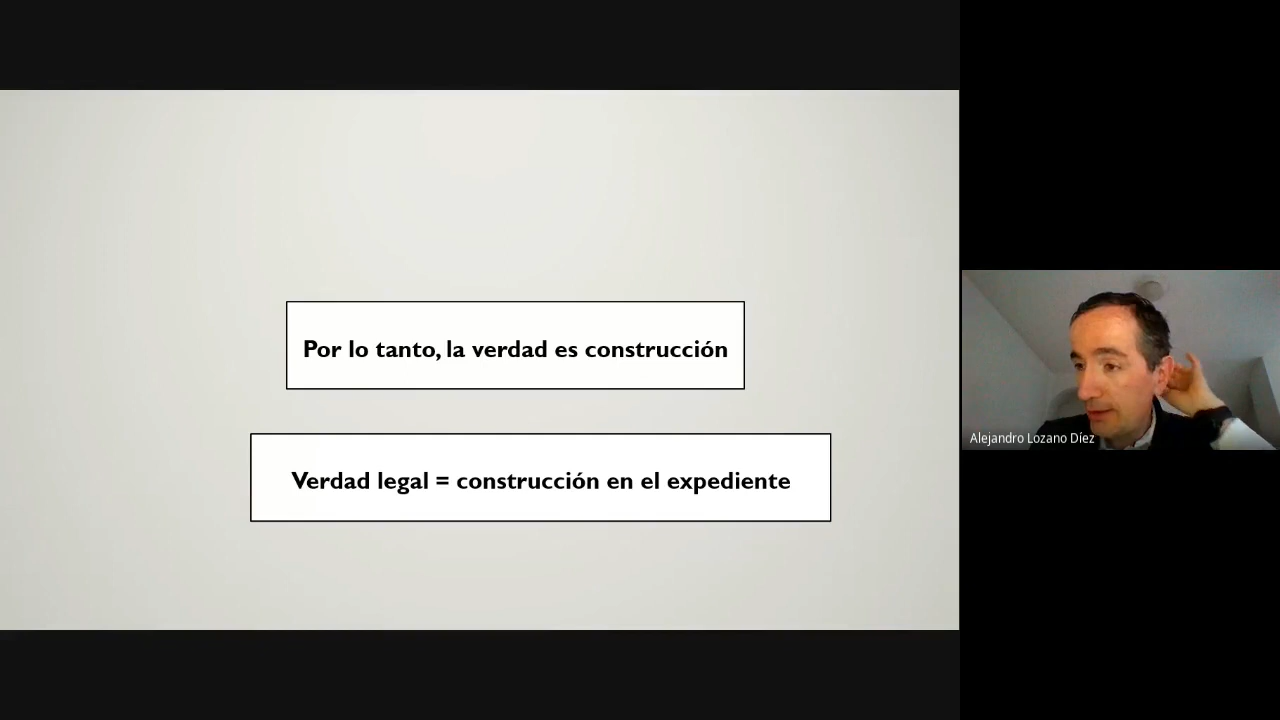 Por lo tanto, la verdad es construcción
Verdad legal = construcción en el expediente
Alejandro Lozano Díez